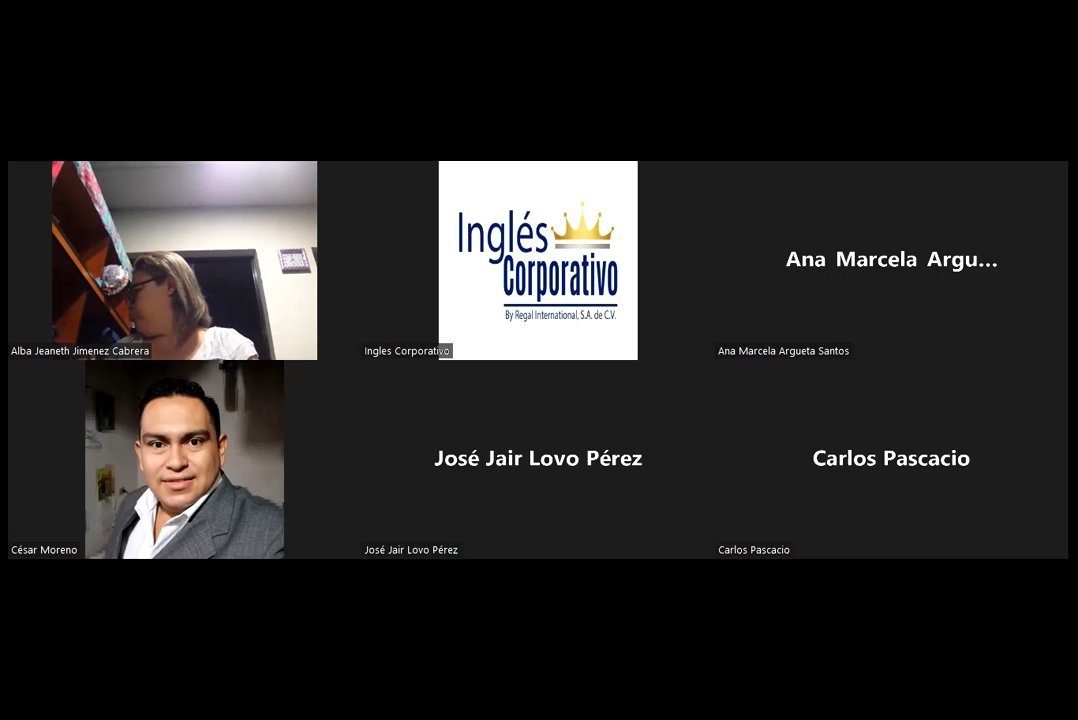 Inglés
Corporativo
By Regal International, S.A. de C.V.
Ana Marcela Argu...
Alba Jeaneth Jimenez Cabrera
Ingles Corporativo
Ana Marcela Argueta Santos
José Jair Lovo Pérez
Carlos Pascacio
César Moreno
José Jair Lovo Pérez
Carlos Pascacio